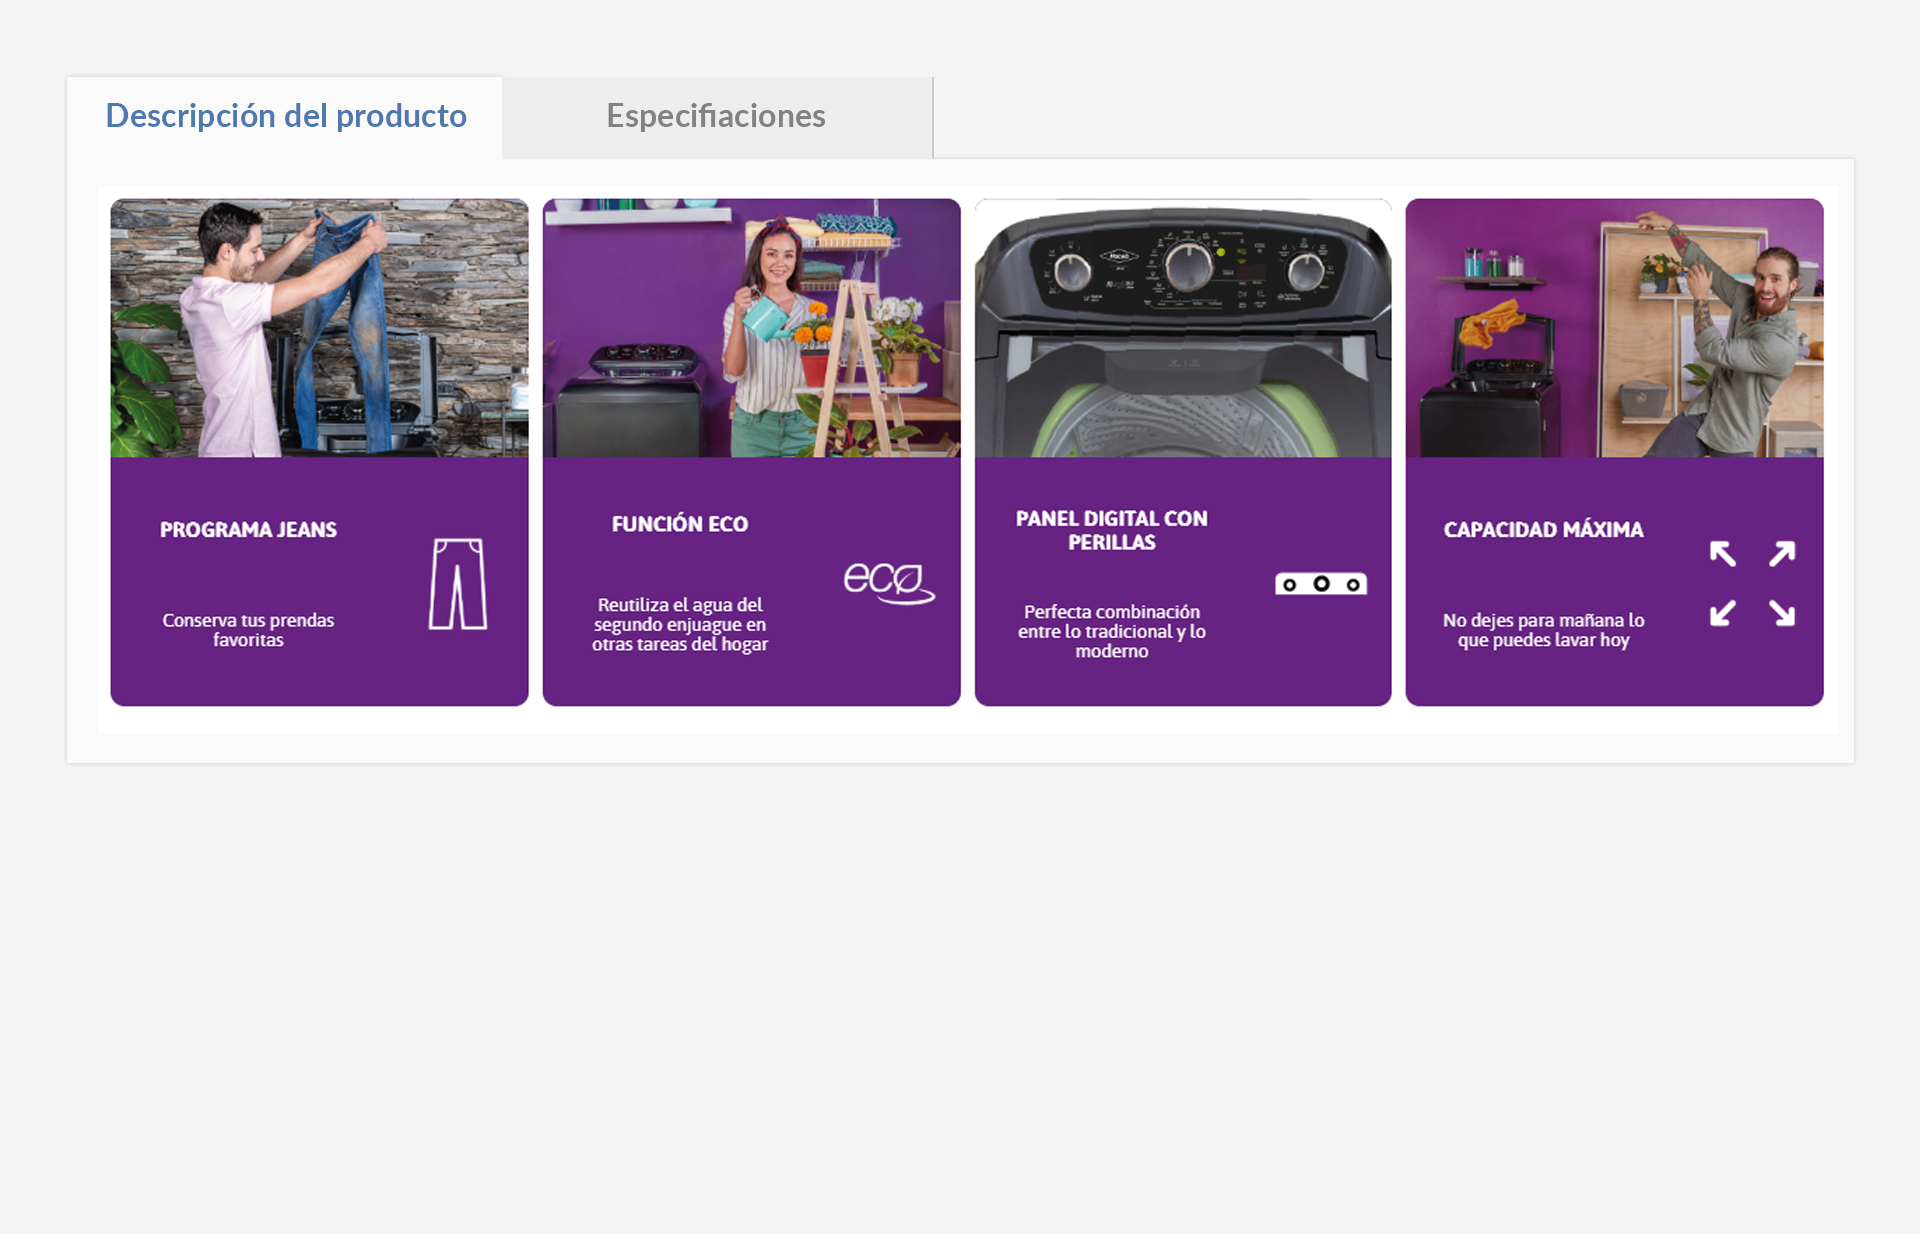 Descripción del producto
Especifiaciones
Haceb
PROGRAMA JEANS
Conserva tus prendas
favoritas
FUNCIÓN ECO
Reutiliza el agua del
segundo enjuague en
otras tareas del hogar
eco
PANEL DIGITAL CON
PERILLAS
Perfecta combinación
entre lo tradicional y lo
moderno
CAPACIDAD MÁXIMA
No dejes para mañana lo
que puedes lavar hoy